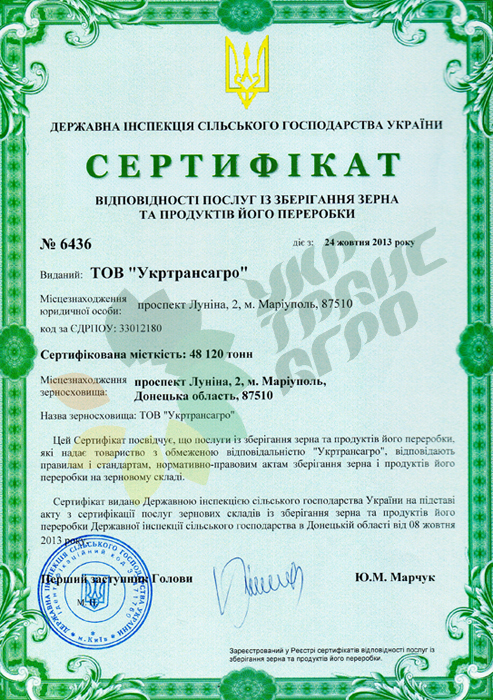 ДЕРЖАВНА ІНСПЕКЦІЯ СІЛЬСЬКОГО ГОСПОДАРСТВА УКРАЇНИ
СЕРТИФІКАТ
ВІДПОВІДНОСТІ ПОСЛУГ ІЗ ЗБЕРІГАННЯ ЗЕРНА
ТА ПРОДУКТІВ ЙОГО ПЕРЕРОБКИ
№ 6436 діє з: 24 жовтня 2013 року
Виданий: ТОВ "Укртрансагро"
УКР
ТРАНС
АГРО
Місцезнаходження
юридичної особи: проспект Луніна, 2, м. Маріуполь, 87510
код за ЄДРПОУ: 33012180
Сертифікована місткість: 48 120 тонн
Місцезнаходження проспект Луніна, 2, м. Маріуполь,
зерносховища: Донецька область, 87510
Назва зерносховища: ТОВ "Укртрансагро"
Цей Сертифікат посвідчує, що послуги із зберігання зерна та продуктів його переробки,
які надає товариство з обмеженою відповідальністю "Укртрансагро", відповідають
правилам і стандартам, нормативно-правовим актам зберігання зерна і продуктів його
переробки на зерновому складі.
Сертифікат видано Державною інспекцією сільського господарства України на підставі
акту з сертифікації послуг зернових складів із зберігання зерна та продуктів його
переробки Державної інспекції сільського господарства в Донецькій області від 08 жовтня
2013 року.
Перший заступник Голови Ю.М. Марчук
М.П.
ДЕРЖАВНА ІНСПЕКЦІЯ СІЛЬСЬКОГО ГОСПОДАРСТВА УКРАЇНИ
Ідентифікаційний код
м.Київ
Зареєстрований у Реєстрі сертифікатів відповідності послуг із
зберігання зерна та продуктів його переробки.